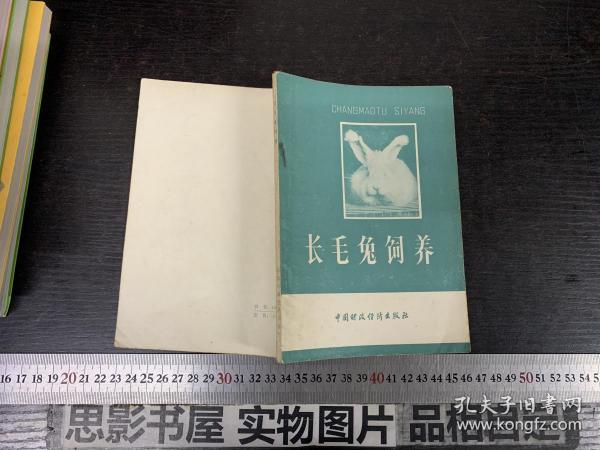 CHANGMAOTU SIYANG
长毛兔饲养
中国财政经济出版社
16 17 18 19 20 21 22 23 24 25 26 27 28 29 30 31 32 33 34 35 36 37 38 39 40 41 42 43 44 45 46 47 48 49 50 51 52 53 54
思影书屋 实物图片
孔夫子旧书网
www.kongfz.com